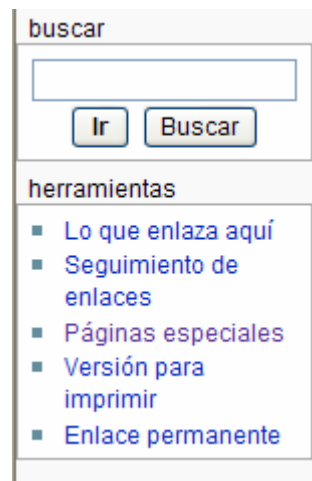 buscar
Ir Buscar
herramientas
Lo que enlaza aquí
Seguimiento de
enlaces
Páginas especiales
Versión para
imprimir
Enlace permanente